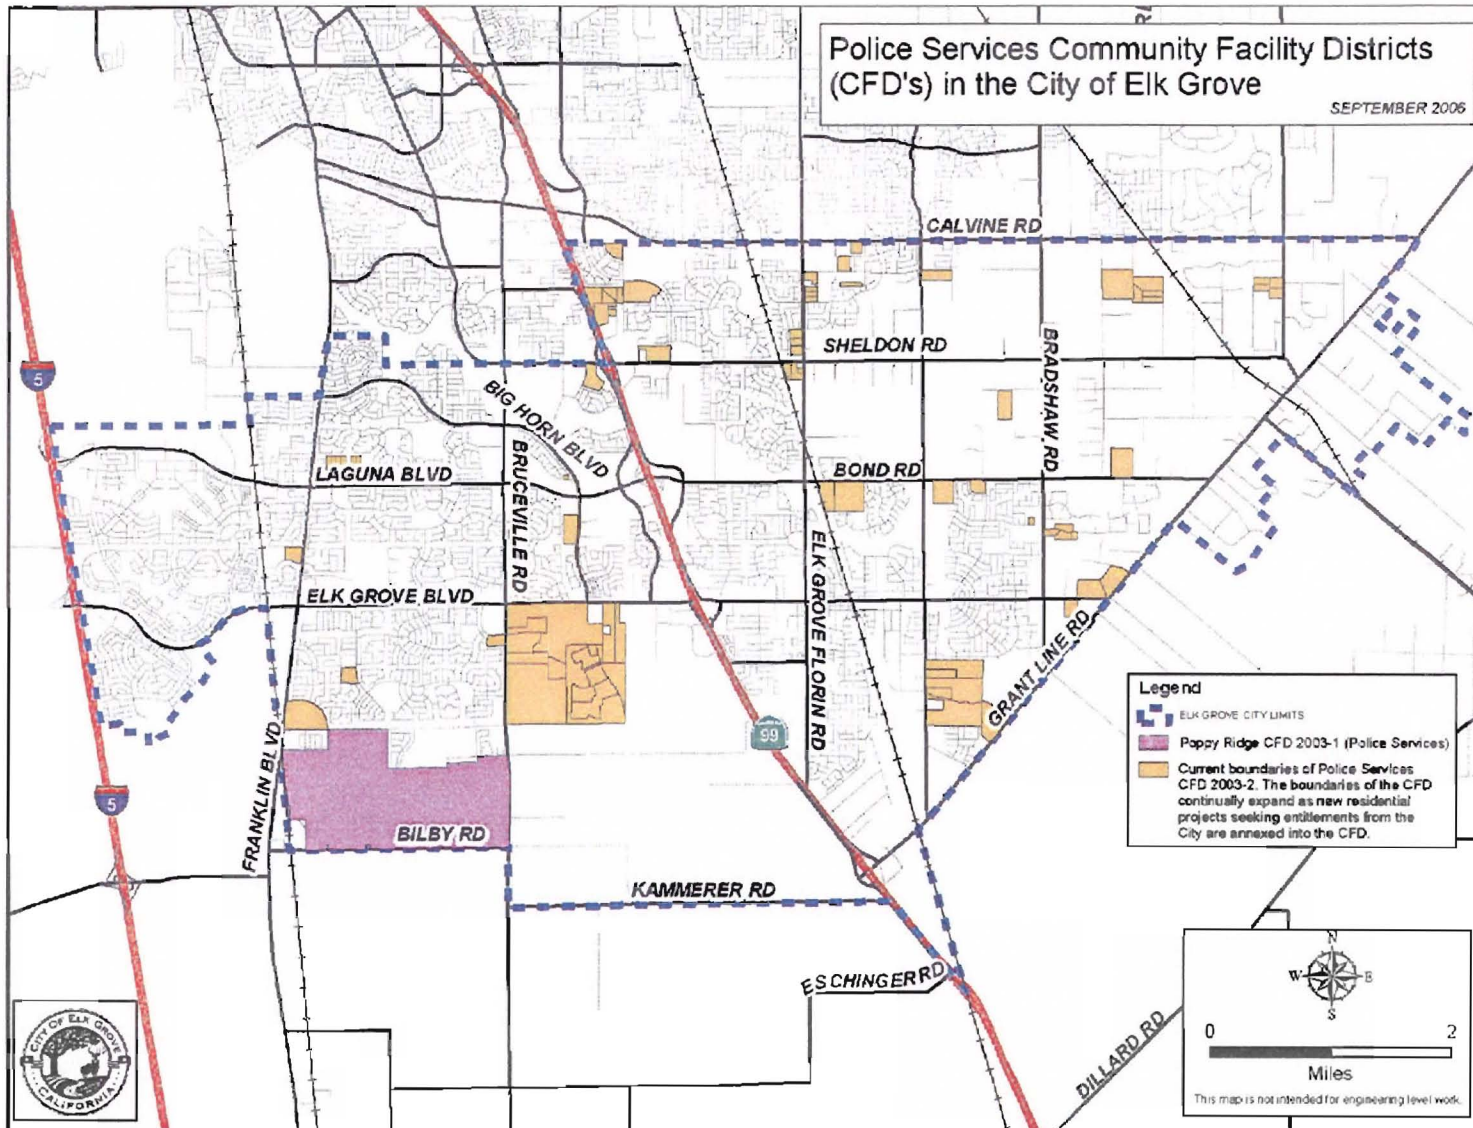 Police Services Community Facility Districts
(CFD's) in the City of Elk Grove
SEPTEMBER 2006
CALVINE RD
SHELDON RD
BRADSHAW RD
BIG HORN BLVD
BRUCEVILLE RD
5
LAGUNA BLVD
BOND RD
ELK GROVE BLVD
ELK GROVE FLORIN RD
GRANT LINE RD
99
FRANKLIN BLVD
5
BILBY RD
KAMMERER RD
ESCHINGER RD
DILLARD RD
Legend
ELK GROVE CITY LIMITS
Poppy Ridge CFD 2003-1 (Police Services)
Current boundaries of Police Services
CFD 2003-2. The boundaries of the CFD
continually expand as new residential
projects seeking entitlements from the
City are annexed into the CFD.
N
W
E
S
0 2
Miles
This map is not intended for engineering level work.
CITY OF ELK GROVE
CALIFORNIA